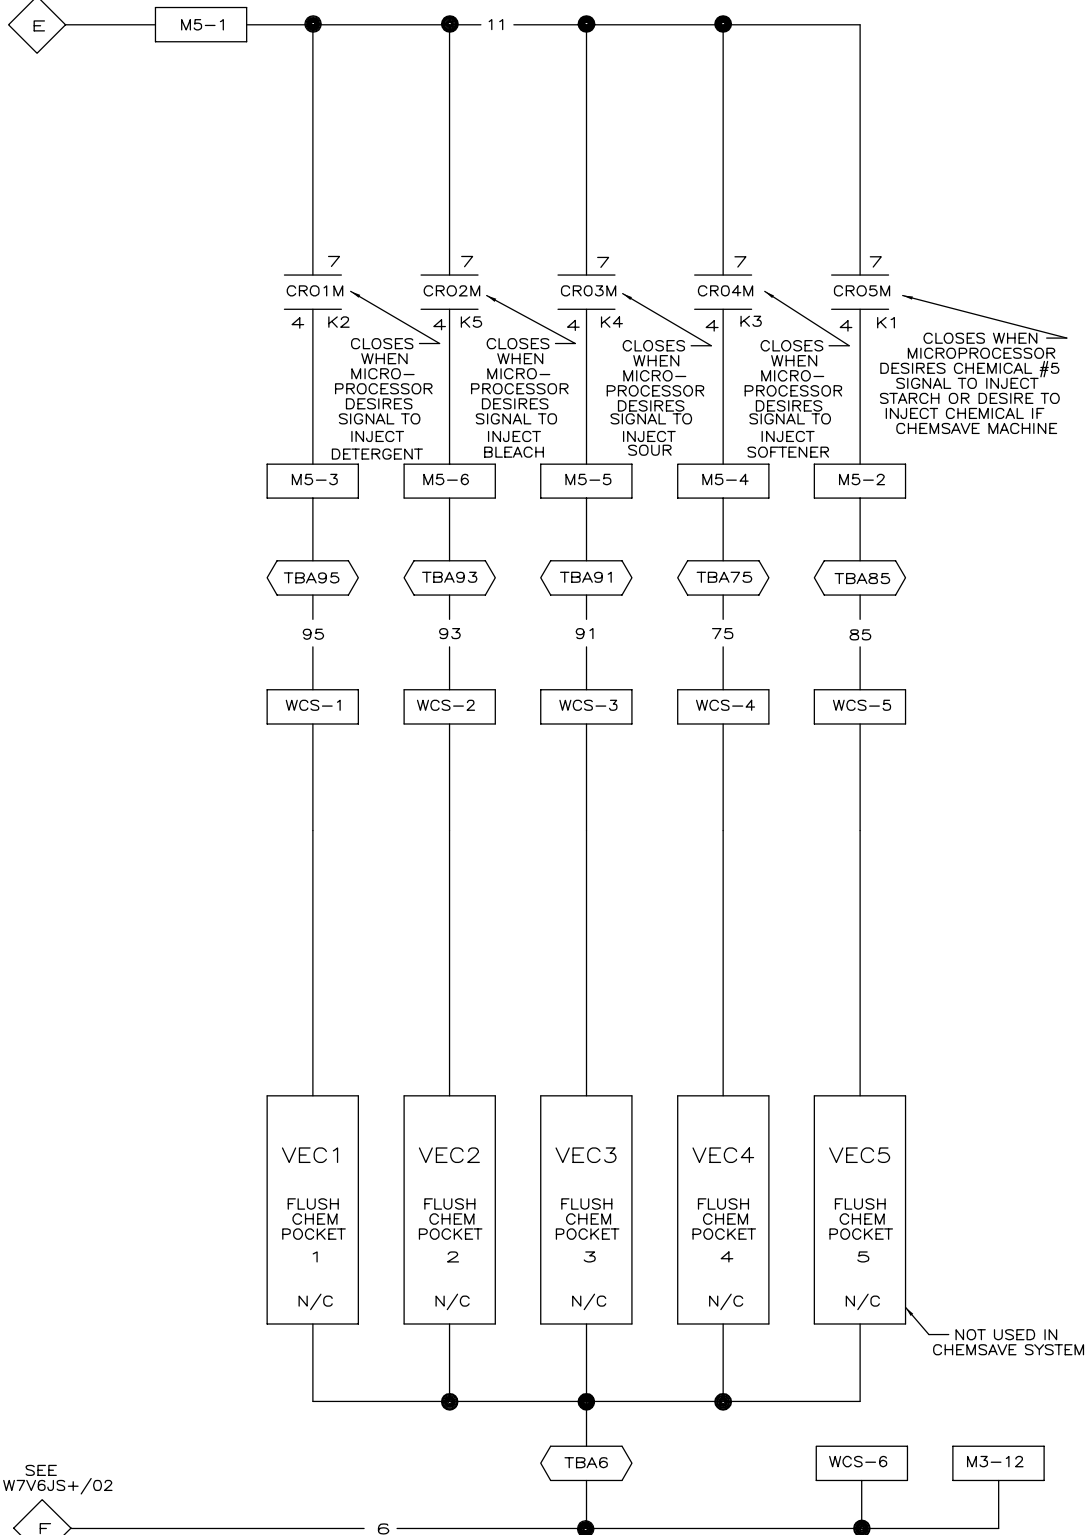 E M5-1 11
7 7 7 7 7
CR01M CR02M CR03M CR04M CR05M
4 K2 4 K5 4 K4 4 K3 4 K1
CLOSES
WHEN
MICRO-
PROCESSOR
DESIRES
SIGNAL TO
INJECT
DETERGENT
CLOSES
WHEN
MICRO-
PROCESSOR
DESIRES
SIGNAL TO
INJECT
BLEACH
CLOSES
WHEN
MICRO-
PROCESSOR
DESIRES
SIGNAL TO
INJECT
SOUR
CLOSES
WHEN
MICRO-
PROCESSOR
DESIRES
SIGNAL TO
INJECT
SOFTENER
CLOSES WHEN
MICROPROCESSOR
DESIRES CHEMICAL #5
SIGNAL TO INJECT
STARCH OR DESIRE TO
INJECT CHEMICAL IF
CHEMSAVE MACHINE
M5-3 M5-6 M5-5 M5-4 M5-2
TBA95 TBA93 TBA91 TBA75 TBA85
95 93 91 75 85
WCS-1 WCS-2 WCS-3 WCS-4 WCS-5
VEC1
FLUSH
CHEM
POCKET
1
N/C
VEC2
FLUSH
CHEM
POCKET
2
N/C
VEC3
FLUSH
CHEM
POCKET
3
N/C
VEC4
FLUSH
CHEM
POCKET
4
N/C
VEC5
FLUSH
CHEM
POCKET
5
N/C
NOT USED IN
CHEMSAVE SYSTEM
TBA6 WCS-6 M3-12
SEE
W7V6JS+/02
F 6